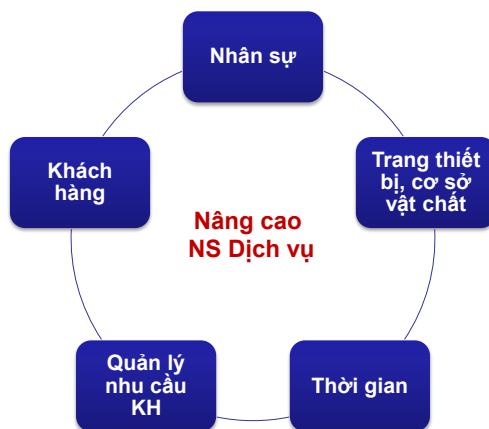 Nhân sự
Trang thiết
bị, cơ sở
vật chất
Thời gian
Quản lý
nhu cầu
KH
Khách
hàng
Nâng cao
NS Dịch vụ